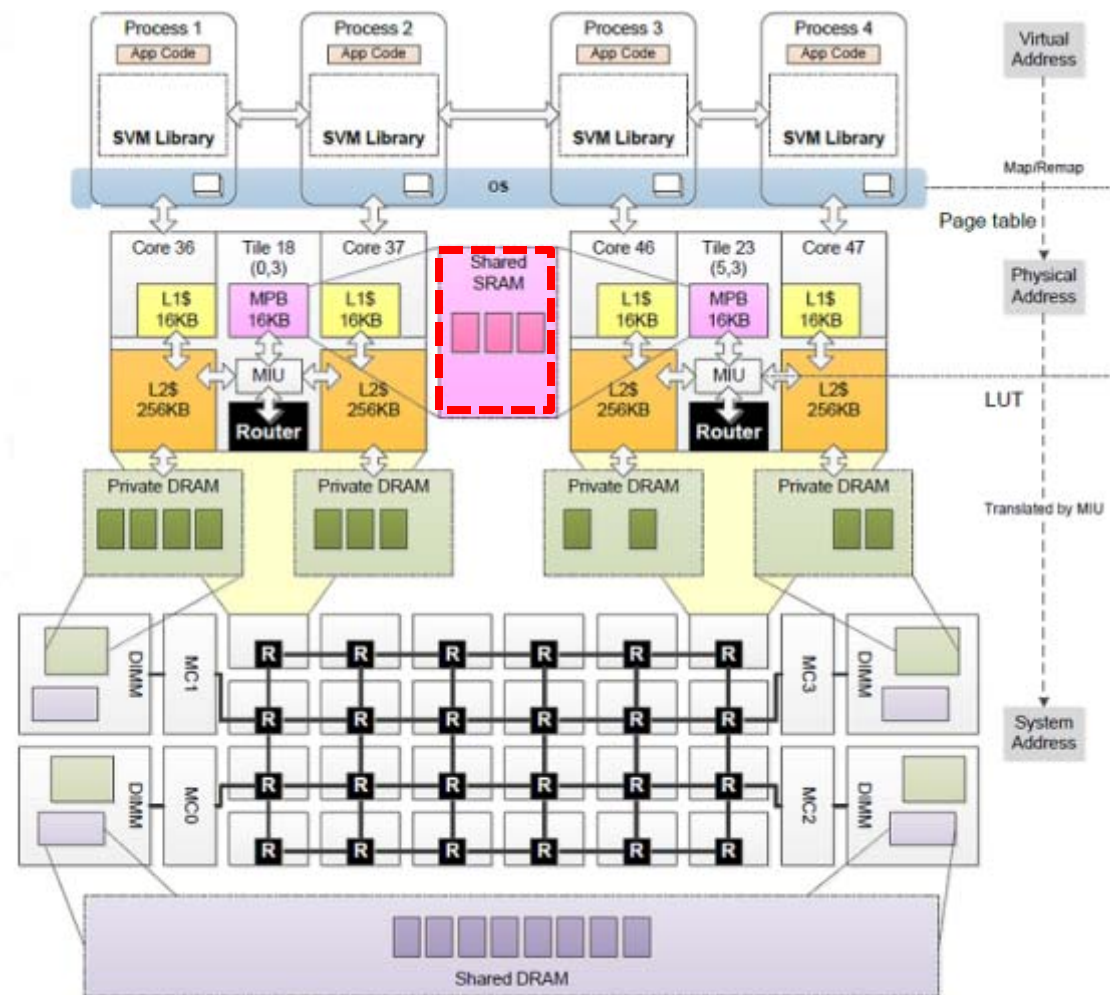 Process 1
Process 2
Process 3
Process 4
App Code
App Code
App Code
App Code
SVM Library
SVM Library
SVM Library
SVM Library
OS
Virtual
Address
Map/Remap
Page table
Physical
Address
LUT
Translated by MIU
System
Address
Core 36
Tile 18
(0,3)
Core 37
Shared
SRAM
Core 46
Tile 23
(5,3)
Core 47
L1$
16KB
MPB
16KB
L1$
16KB
L1$
16KB
MPB
16KB
L1$
16KB
L2$
256KB
MIU
Router
L2$
256KB
L2$
256KB
MIU
Router
L2$
256KB
Private DRAM
Private DRAM
Private DRAM
Private DRAM
DIMM
MC1
R R R R R R
R R R R R R
MC3
DIMM
DIMM
MC0
R R R R R R
R R R R R R
MC2
DIMM
Shared DRAM